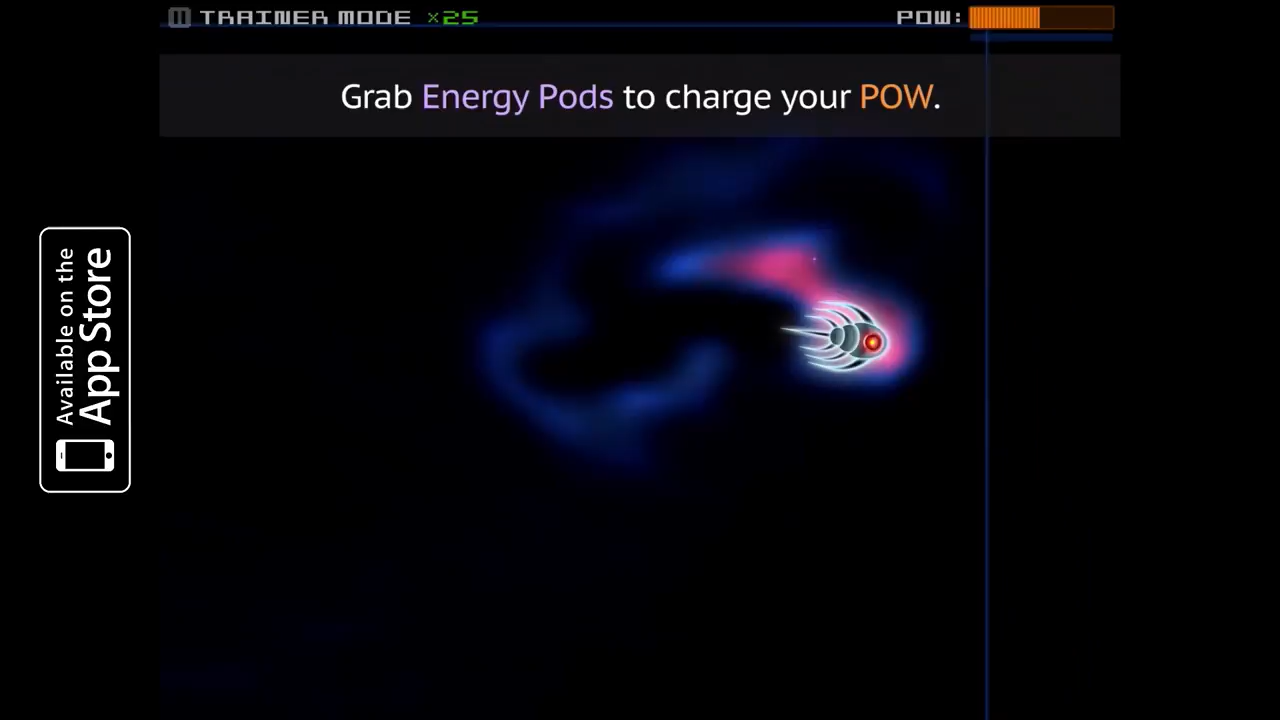 TRAINER MODE ×25
POW:
Grab Energy Pods to charge your POW.
Available on the
App Store